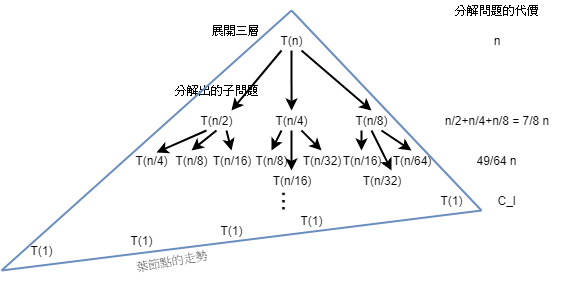 分解問題的代價
展開三層
T(n)
n
分解出的子問題
T(n/2)
T(n/4)
T(n/8)
n/2+n/4+n/8 = 7/8 n
T(n/4)
T(n/8)
T(n/16)
T(n/8)
T(n/32)
T(n/16)
T(n/64)
49/64 n
T(n/16)
T(n/32)
T(1)
C_l
T(1)
T(1)
T(1)
T(1)
葉節點的走勢